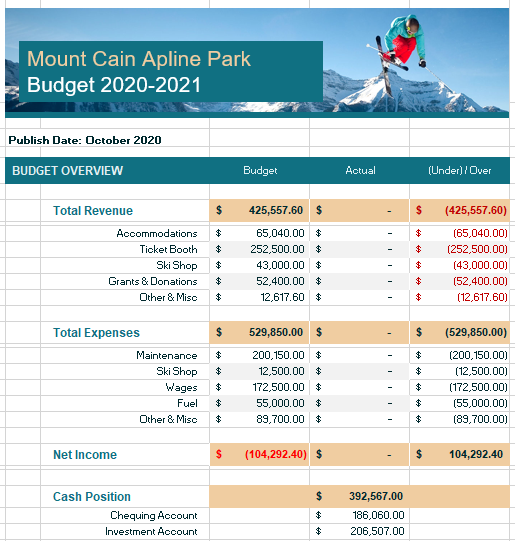 Mount Cain Apline Park
Budget 2020-2021
Publish Date: October 2020
BUDGET OVERVIEW Budget Actual (Under) / Over
Total Revenue $ 425,557.60 $ - $ (425,557.60)
Accommodations $ 65,040.00 $ - $ (65,040.00)
Ticket Booth $ 252,500.00 $ - $ (252,500.00)
Ski Shop $ 43,000.00 $ - $ (43,000.00)
Grants & Donations $ 52,400.00 $ - $ (52,400.00)
Other & Misc $ 12,617.60 $ - $ (12,617.60)
Total Expenses $ 529,850.00 $ - $ (529,850.00)
Maintenance $ 200,150.00 $ - $ (200,150.00)
Ski Shop $ 12,500.00 $ - $ (12,500.00)
Wages $ 172,500.00 $ - $ (172,500.00)
Fuel $ 55,000.00 $ - $ (55,000.00)
Other & Misc $ 89,700.00 $ - $ (89,700.00)
Net Income $ (104,292.40) $ - $ 104,292.40
Cash Position $ 392,567.00
Chequing Account $ 186,060.00
Investment Account $ 206,507.00